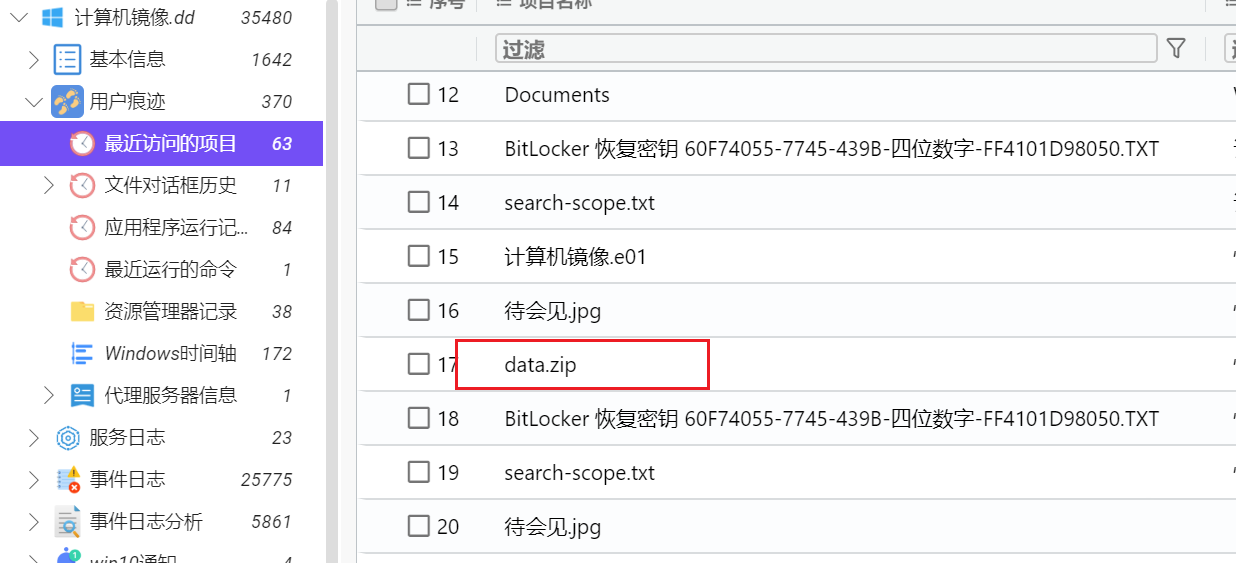 计算机镜像.dd 35480
基本信息 1642
用户痕迹 370
最近访问的项目 63
文件对话框历史 11
应用程序运行记... 84
最近运行的命令 1
资源管理器记录 38
Windows时间轴 172
代理服务器信息 1
服务日志 23
事件日志 25775
事件日志分析 5861
win10通知 4
序号 项目名称
过滤
12 Documents
13 BitLocker 恢复密钥 60F74055-7745-439B-四位数字-FF4101D98050.TXT
14 search-scope.txt
15 计算机镜像.e01
16 待会见.jpg
17 data.zip
18 BitLocker 恢复密钥 60F74055-7745-439B-四位数字-FF4101D98050.TXT
19 search-scope.txt
20 待会见.jpg